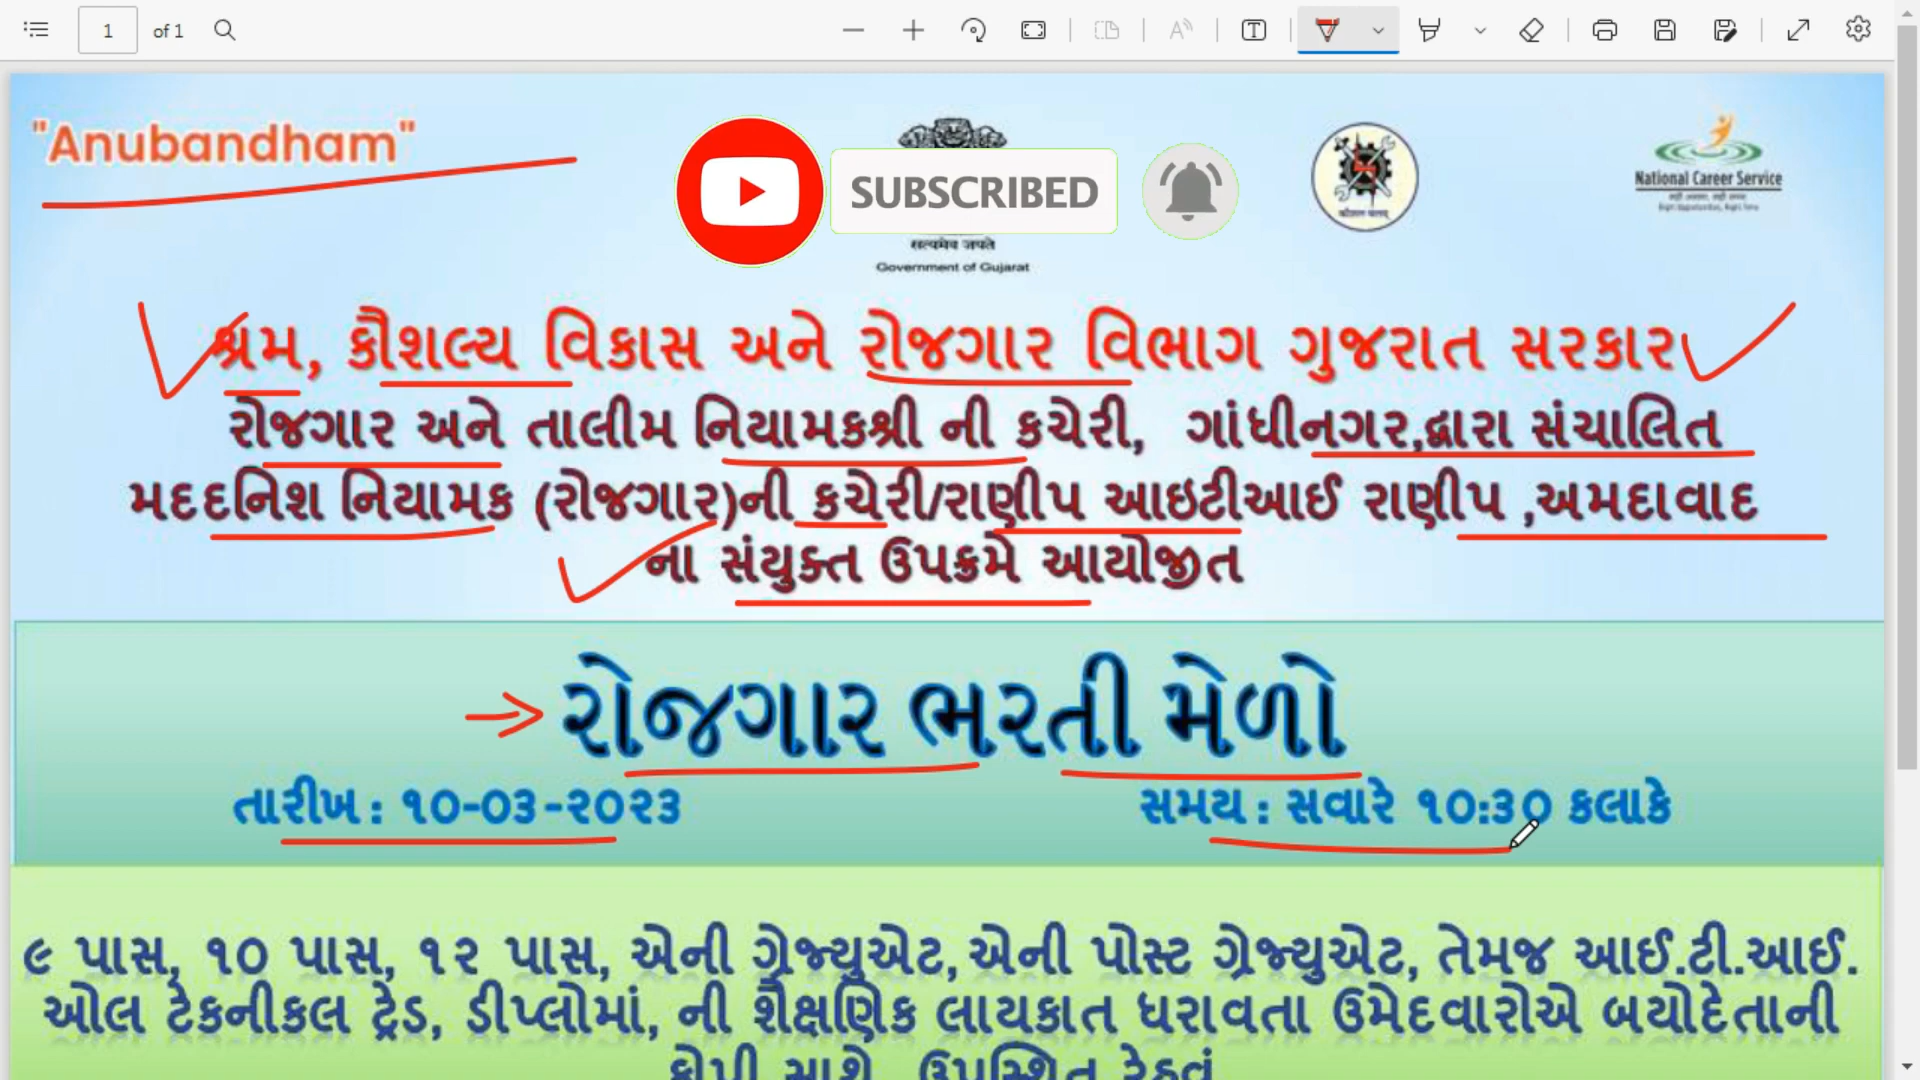 1 of 1
"Anubandham"
SUBSCRIBED
National Career Service
सत्यमेव जयते
Government of Gujarat
શ્રમ, કૌશલ્ય વિકાસ અને રોજગાર વિભાગ ગુજરાત સરકાર
રોજગાર અને તાલીમ નિયામકશ્રી ની કચેરી, ગાંધીનગર,દ્વારા સંચાલિત
મદદનિશ નિયામક (રોજગાર)ની કચેરી/રાણીપ આઇટીઆઈ રાણીપ ,અમદાવાદ
ના સંયુક્ત ઉપક્રમે આયોજીત
રોજગાર ભરતી મેળો
તારીખ : ૧૦-૦૩-૨૦૨૩ સમય : સવારે ૧૦:૩૦ કલાકે
૯ પાસ, ૧૦ પાસ, ૧૨ પાસ, એની ગ્રેજ્યુએટ, એની પોસ્ટ ગ્રેજ્યુએટ, તેમજ આઈ.ટી.આઈ.
ઓલ ટેકનીકલ ટ્રેડ, ડીપ્લોમાં, ની શૈક્ષણિક લાયકાત ધરાવતા ઉમેદવારોએ બયોદેતાની
કોપી સાથે ઉપસ્થિત રેહવું